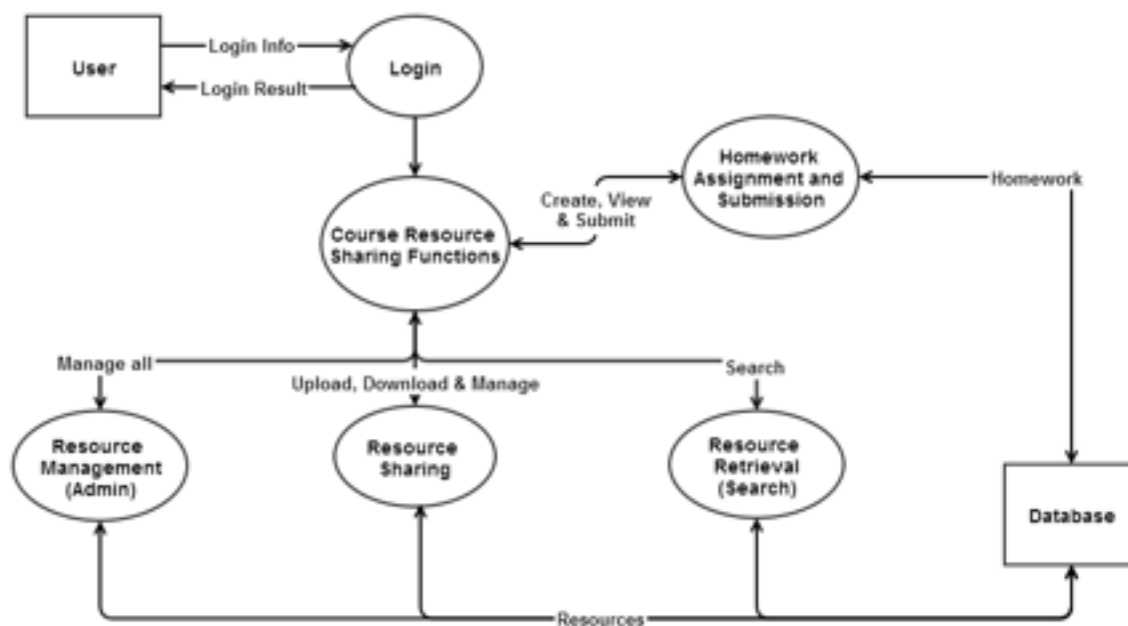 User
Login Info
Login Result
Login
Homework
Assignment and
Submission
Homework
Create, View
& Submit
Course Resource
Sharing Functions
Manage all
Upload, Download & Manage
Search
Resource
Management
(Admin)
Resource
Sharing
Resource
Retrieval
(Search)
Database
Resources